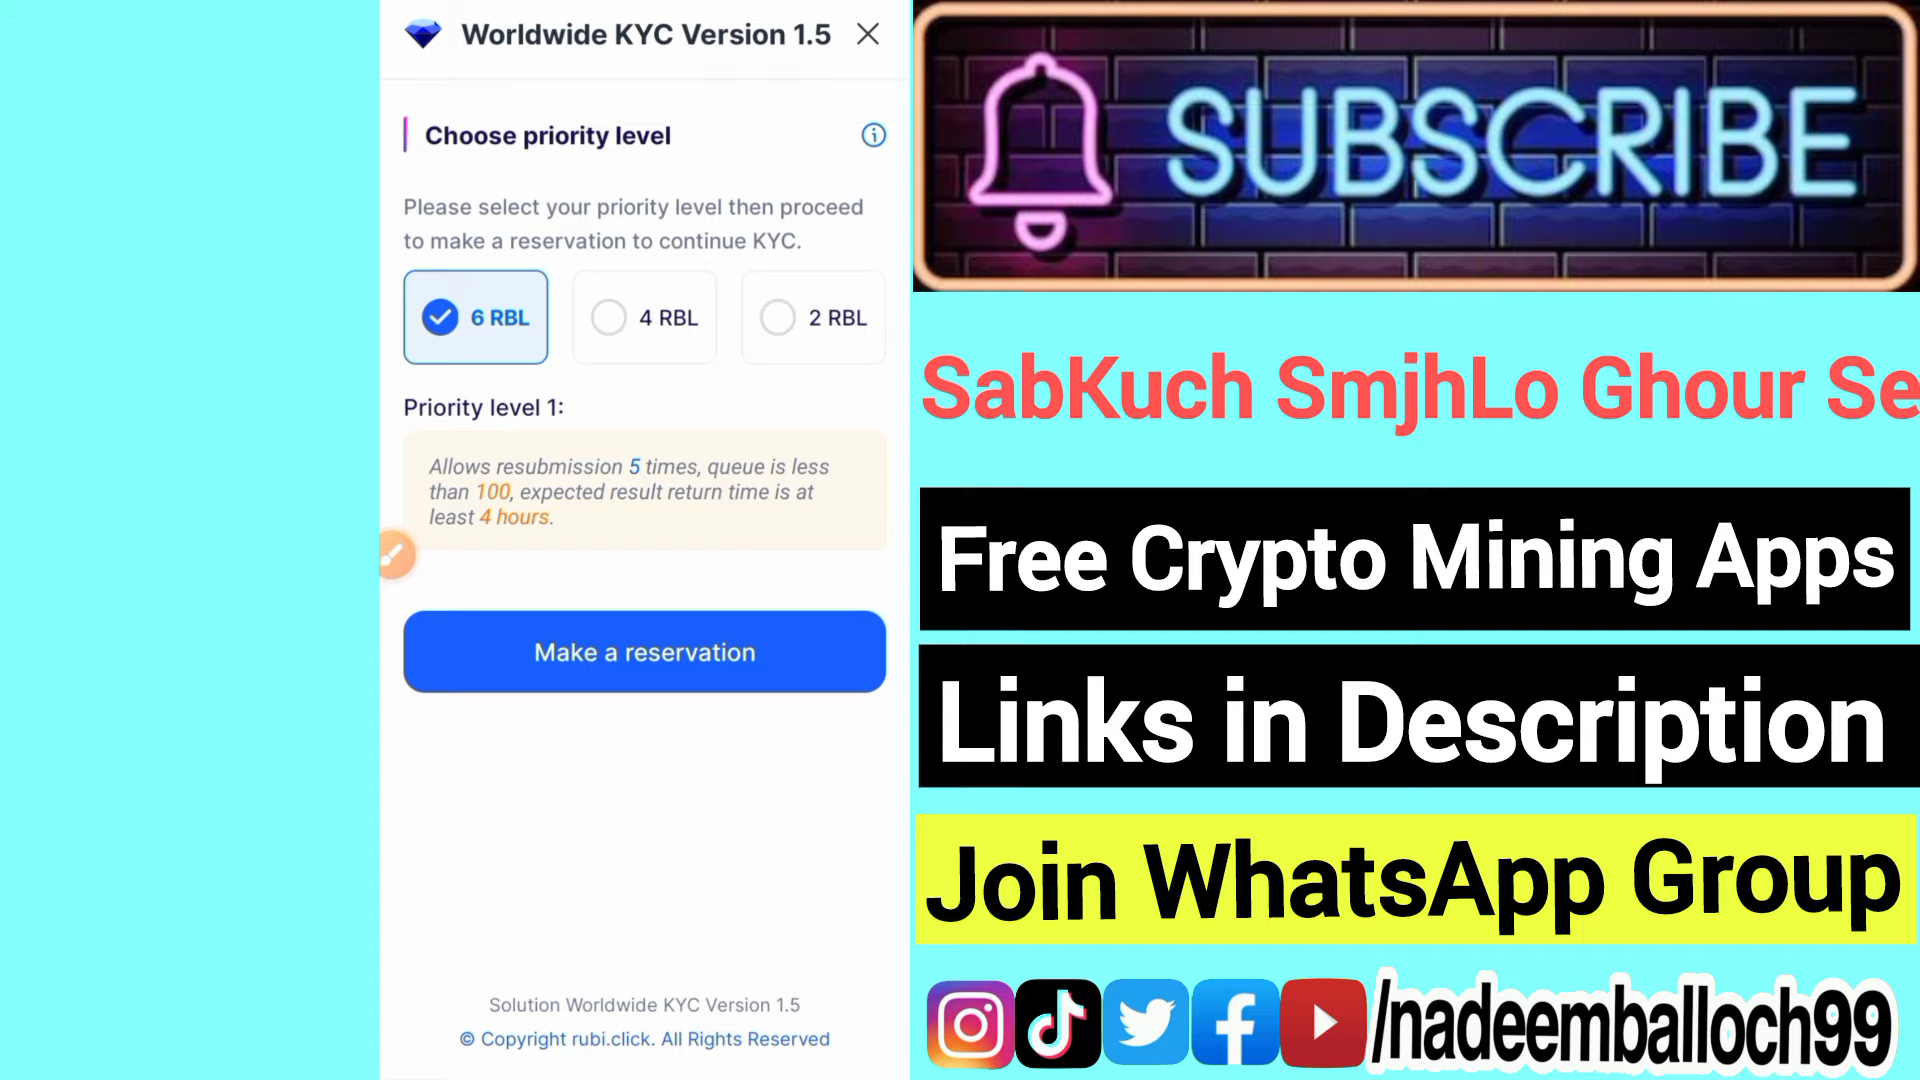 Worldwide KYC Version 1.5
Choose priority level
Please select your priority level then proceed
to make a reservation to continue KYC.
6 RBL
4 RBL
2 RBL
Priority level 1:
Allows resubmission 5 times, queue is less
than 100, expected result return time is at
least 4 hours.
Make a reservation
Solution Worldwide KYC Version 1.5
© Copyright rubi.click. All Rights Reserved
SUBSCRIBE
SabKuch SmjhLo Ghour Se
Free Crypto Mining Apps
Links in Description
Join WhatsApp Group
/nadeemballoch99